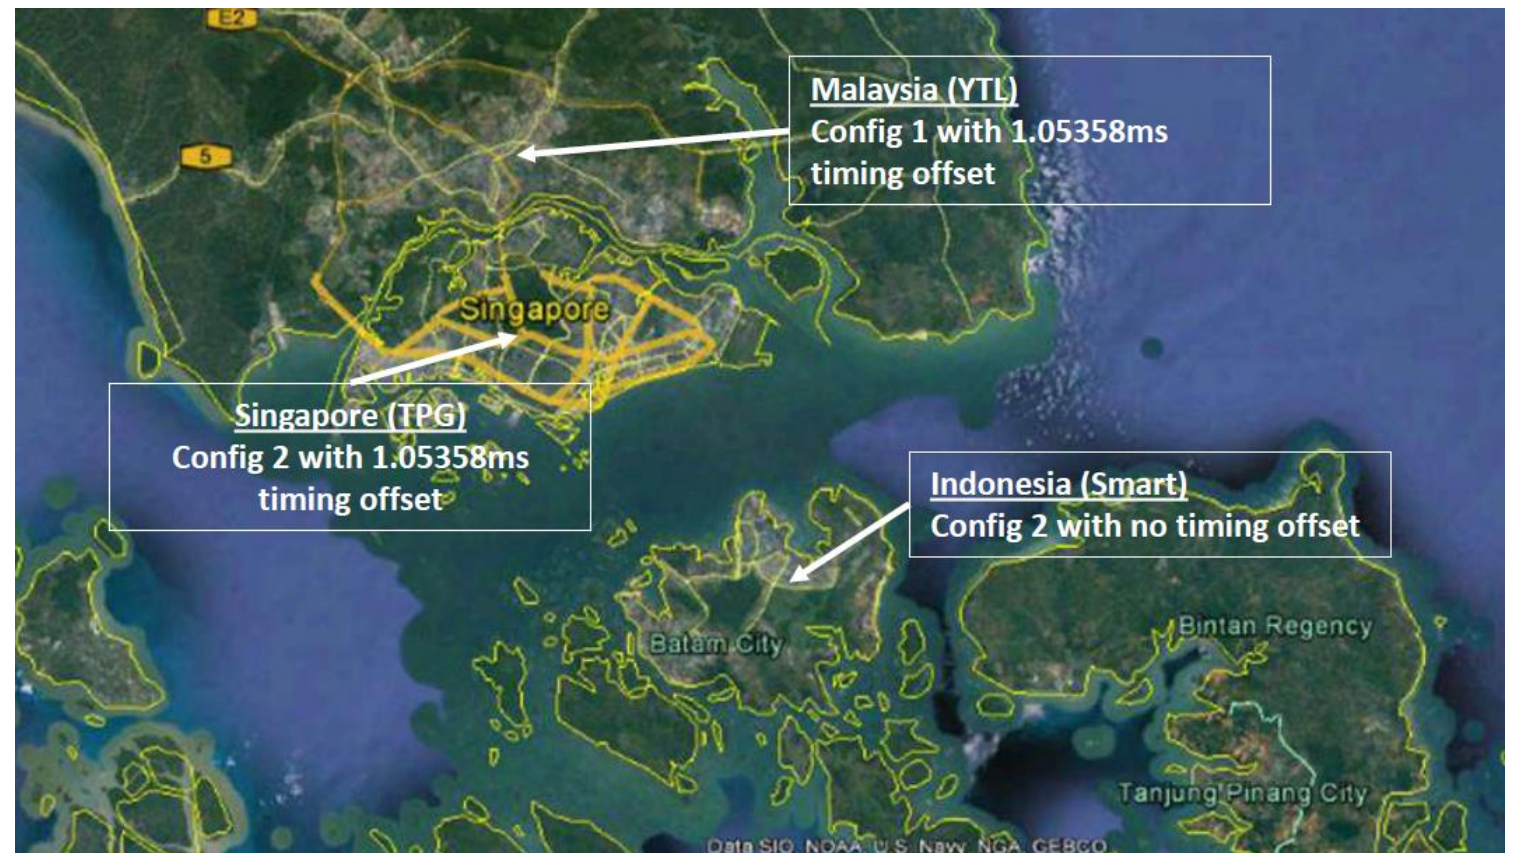 E2
Malaysia (YTL)
Config 1 with 1.05358ms
timing offset
5
Singapore
Singapore (TPG)
Config 2 with 1.05358ms
timing offset
Indonesia (Smart)
Config 2 with no timing offset
Bintan Regency
Batam City
Tanjung Pinang City
Data SIO, NOAA, U.S. Navy, NGA, GEBCO